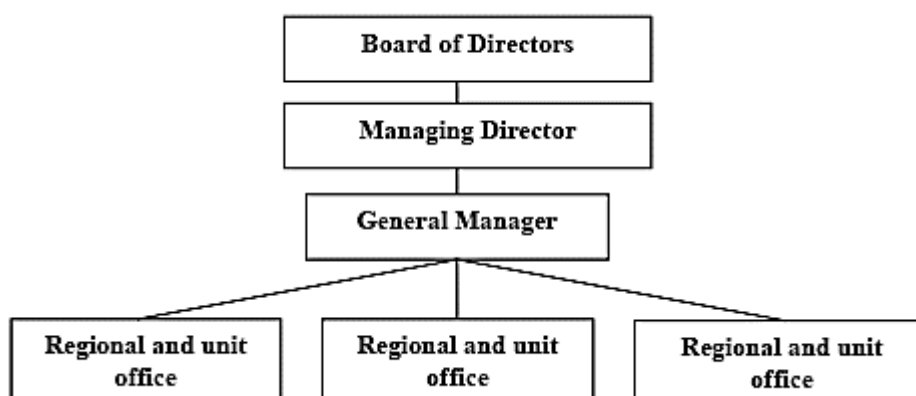 Board of Directors
Managing Director
General Manager
Regional and unit
office
Regional and unit
office
Regional and unit
office